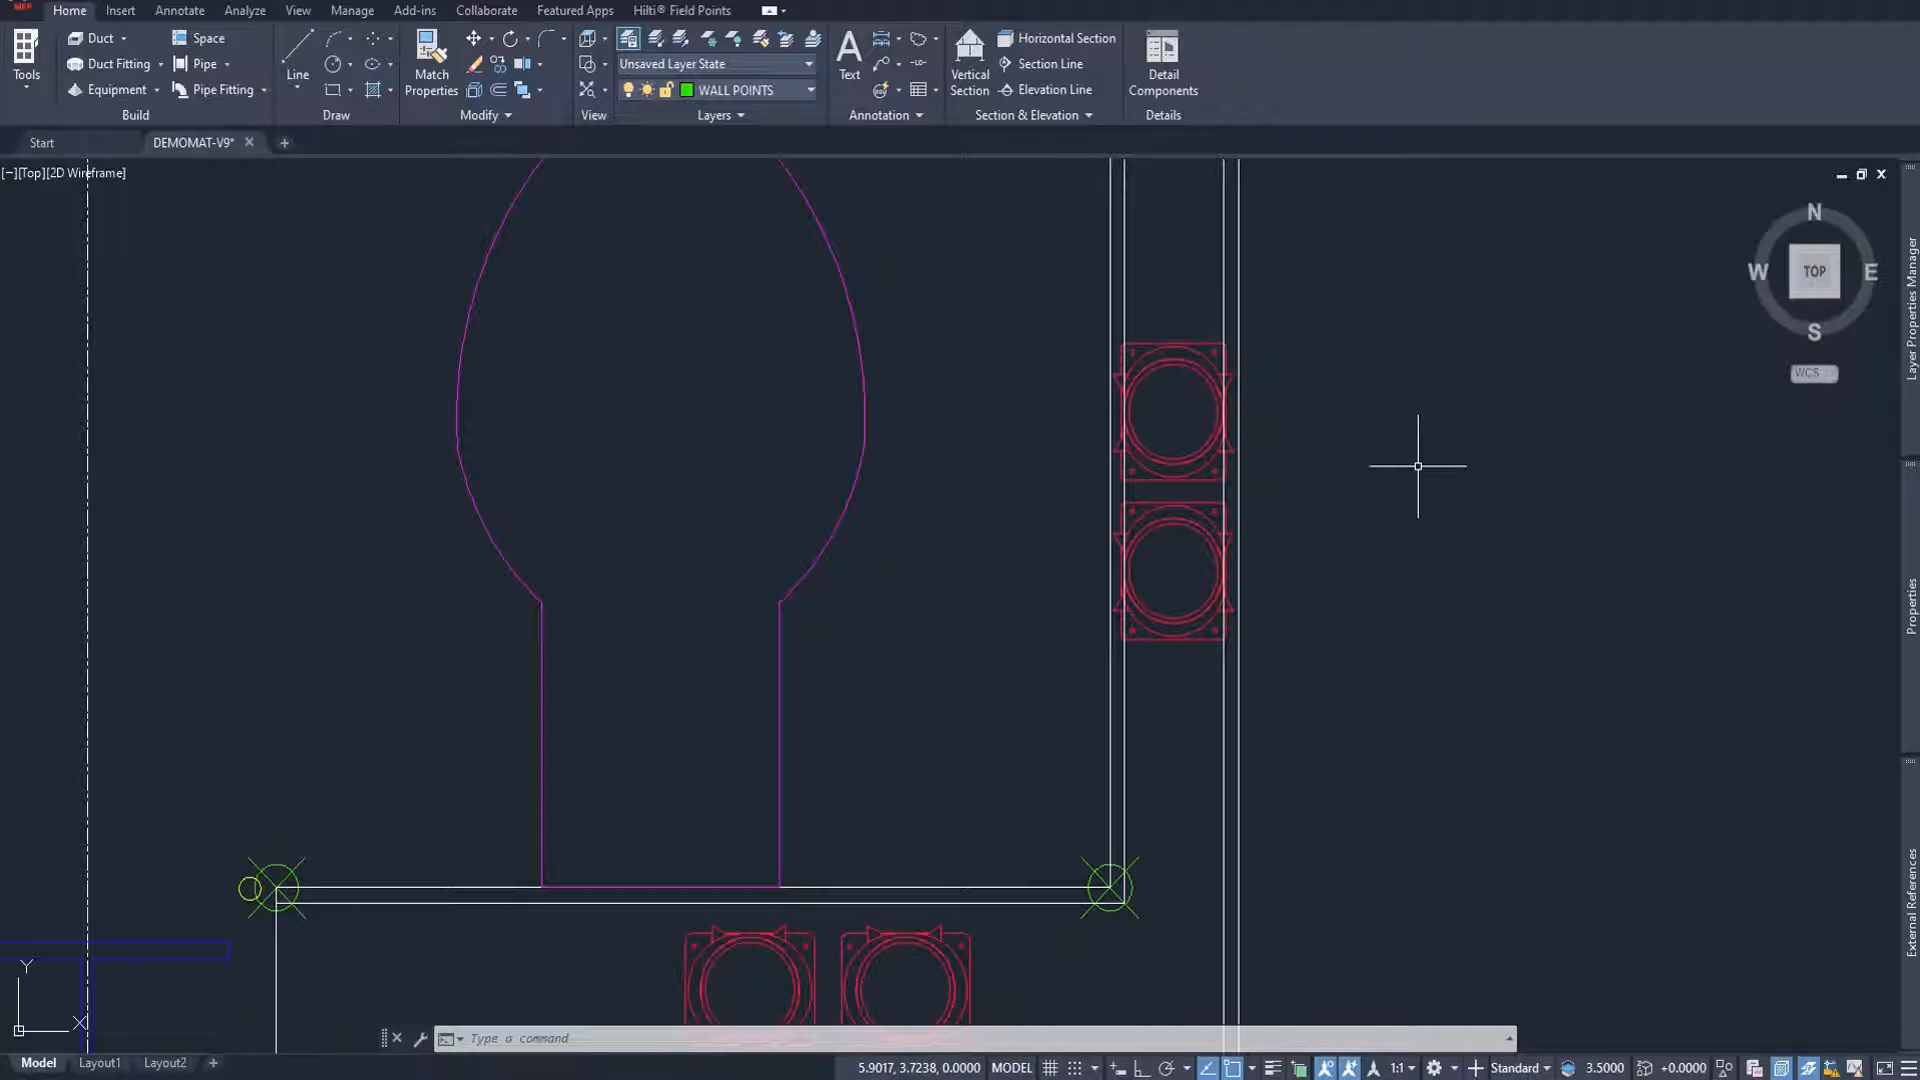 MEP
Home Insert Annotate Analyze View Manage Add-ins Collaborate Featured Apps Hilti® Field Points
Tools
Duct
Duct Fitting
Equipment
Space
Pipe
Pipe Fitting
Build
Line
Draw
Match
Properties
Modify
View
Unsaved Layer State
WALL POINTS
Layers
A
Text
Annotation
Vertical
Section
Horizontal Section
Section Line
Elevation Line
Section & Elevation
Detail
Components
Details
Start DEMOMAT-V9*
[−][Top][2D Wireframe]
N
W TOP E
S
WCS
Layer Properties Manager
Properties
External References
Y
X
Type a command
Model Layout1 Layout2
5.9017, 3.7238, 0.0000 MODEL 1:1 Standard 3.5000 +0.0000